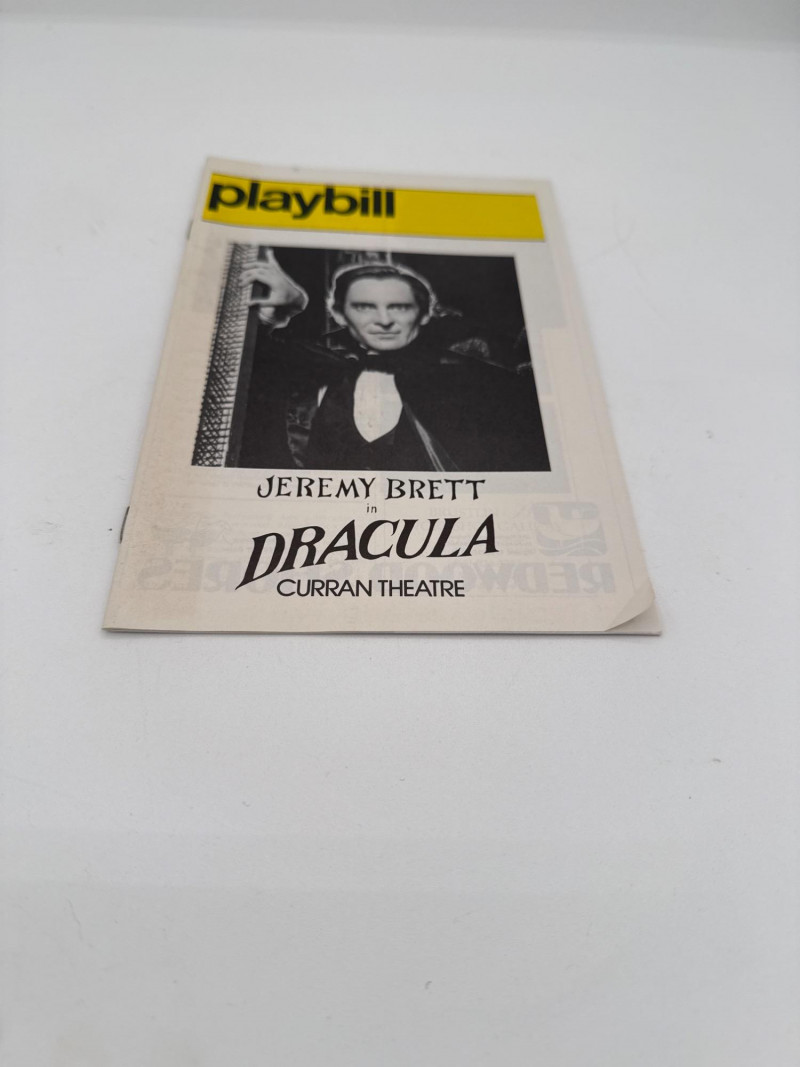 playbill
JEREMY BRETT
in
DRACULA
CURRAN THEATRE